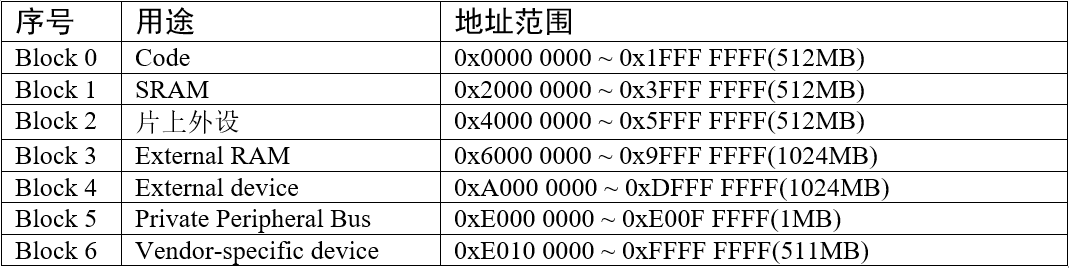 序号 用途 地址范围
Block 0 Code 0x0000 0000 ~ 0x1FFF FFFF(512MB)
Block 1 SRAM 0x2000 0000 ~ 0x3FFF FFFF(512MB)
Block 2 片上外设 0x4000 0000 ~ 0x5FFF FFFF(512MB)
Block 3 External RAM 0x6000 0000 ~ 0x9FFF FFFF(1024MB)
Block 4 External device 0xA000 0000 ~ 0xDFFF FFFF(1024MB)
Block 5 Private Peripheral Bus 0xE000 0000 ~ 0xE00F FFFF(1MB)
Block 6 Vendor-specific device 0xE010 0000 ~ 0xFFFF FFFF(511MB)